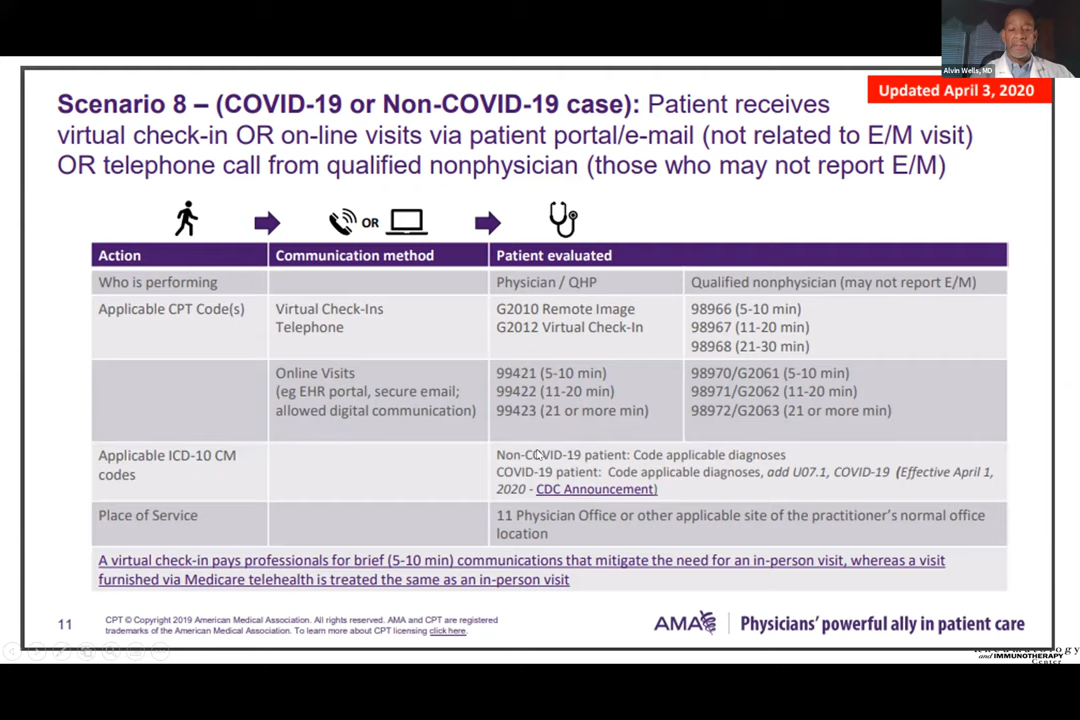 Alvin Wells, MD
Updated April 3, 2020
Scenario 8 – (COVID-19 or Non-COVID-19 case): Patient receives
virtual check-in OR on-line visits via patient portal/e-mail (not related to E/M visit)
OR telephone call from qualified nonphysician (those who may not report E/M)
OR
Action Communication method Patient evaluated
Who is performing Physician / QHP Qualified nonphysician (may not report E/M)
Applicable CPT Code(s) Virtual Check-Ins G2010 Remote Image 98966 (5-10 min)
Telephone G2012 Virtual Check-In 98967 (11-20 min)
98968 (21-30 min)
Online Visits 99421 (5-10 min) 98970/G2061 (5-10 min)
(eg EHR portal, secure email; 99422 (11-20 min) 98971/G2062 (11-20 min)
allowed digital communication) 99423 (21 or more min) 98972/G2063 (21 or more min)
Applicable ICD-10 CM Non-COVID-19 patient: Code applicable diagnoses
codes COVID-19 patient: Code applicable diagnoses, add U07.1, COVID-19 (Effective April 1,
2020 - CDC Announcement)
Place of Service 11 Physician Office or other applicable site of the practitioner's normal office
location
A virtual check-in pays professionals for brief (5-10 min) communications that mitigate the need for an in-person visit, whereas a visit
furnished via Medicare telehealth is treated the same as an in-person visit
11
CPT © Copyright 2019 American Medical Association. All rights reserved. AMA and CPT are registered
trademarks of the American Medical Association. To learn more about CPT licensing click here.
AMA Physicians' powerful ally in patient care
and IMMUNOTHERAPY
Center